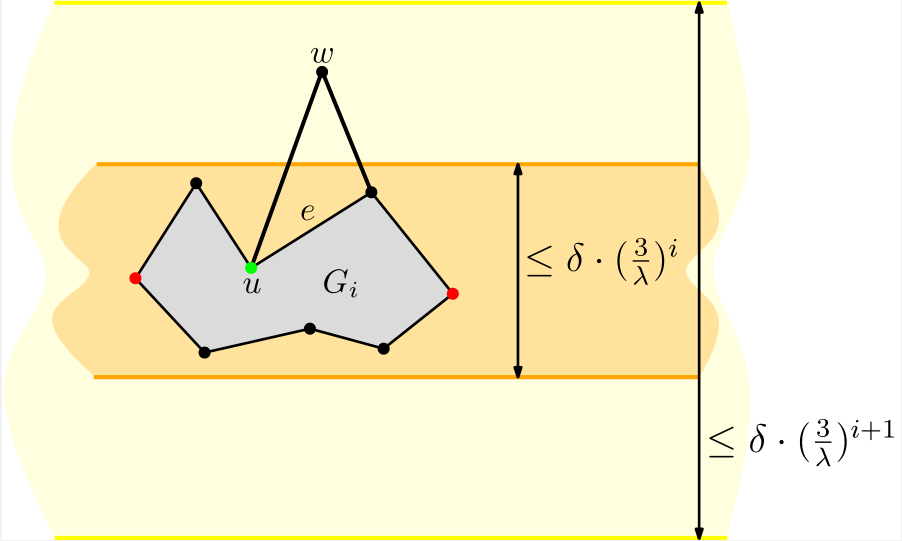 w
e
u
G_i
≤ δ · (3/λ)^i
≤ δ · (3/λ)^{i+1}